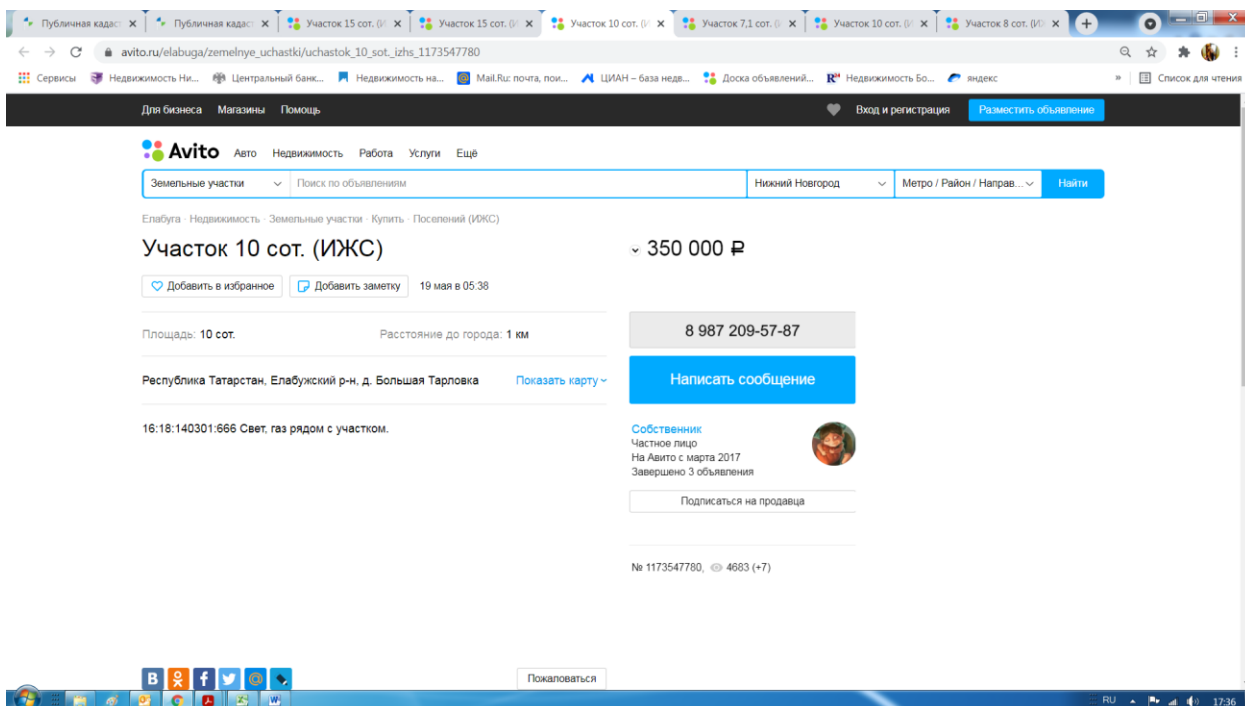 Публичная кадас
Публичная кадас
Участок 15 сот. (И
Участок 15 сот. (И
Участок 10 сот. (И
Участок 7,1 сот. (
Участок 10 сот. (И
Участок 8 сот. (ИЖ
avito.ru/elabuga/zemelnye_uchastki/uchastok_10_sot._izhs_1173547780
Сервисы Недвижимость Ни... Центральный банк... Недвижимость на... Mail.Ru: почта, пои... ЦИАН – база недв... Доска объявлений... Недвижимость Бо... яндекс » Список для чтения
Для бизнеса Магазины Помощь Вход и регистрация Разместить объявление
Avito Авто Недвижимость Работа Услуги Ещё
Земельные участки Поиск по объявлениям Нижний Новгород Метро / Район / Направ... Найти
Елабуга · Недвижимость · Земельные участки · Купить · Поселений (ИЖС)
Участок 10 сот. (ИЖС) 350 000 ₽
Добавить в избранное Добавить заметку 19 мая в 05:38
Площадь: 10 сот. Расстояние до города: 1 км
8 987 209-57-87
Республика Татарстан, Елабужский р-н, д. Большая Тарловка Показать карту
Написать сообщение
16:18:140301:666 Свет, газ рядом с участком.
Собственник
Частное лицо
На Авито с марта 2017
Завершено 3 объявления
Подписаться на продавца
№ 1173547780, 4683 (+7)
Пожаловаться
RU 17:36